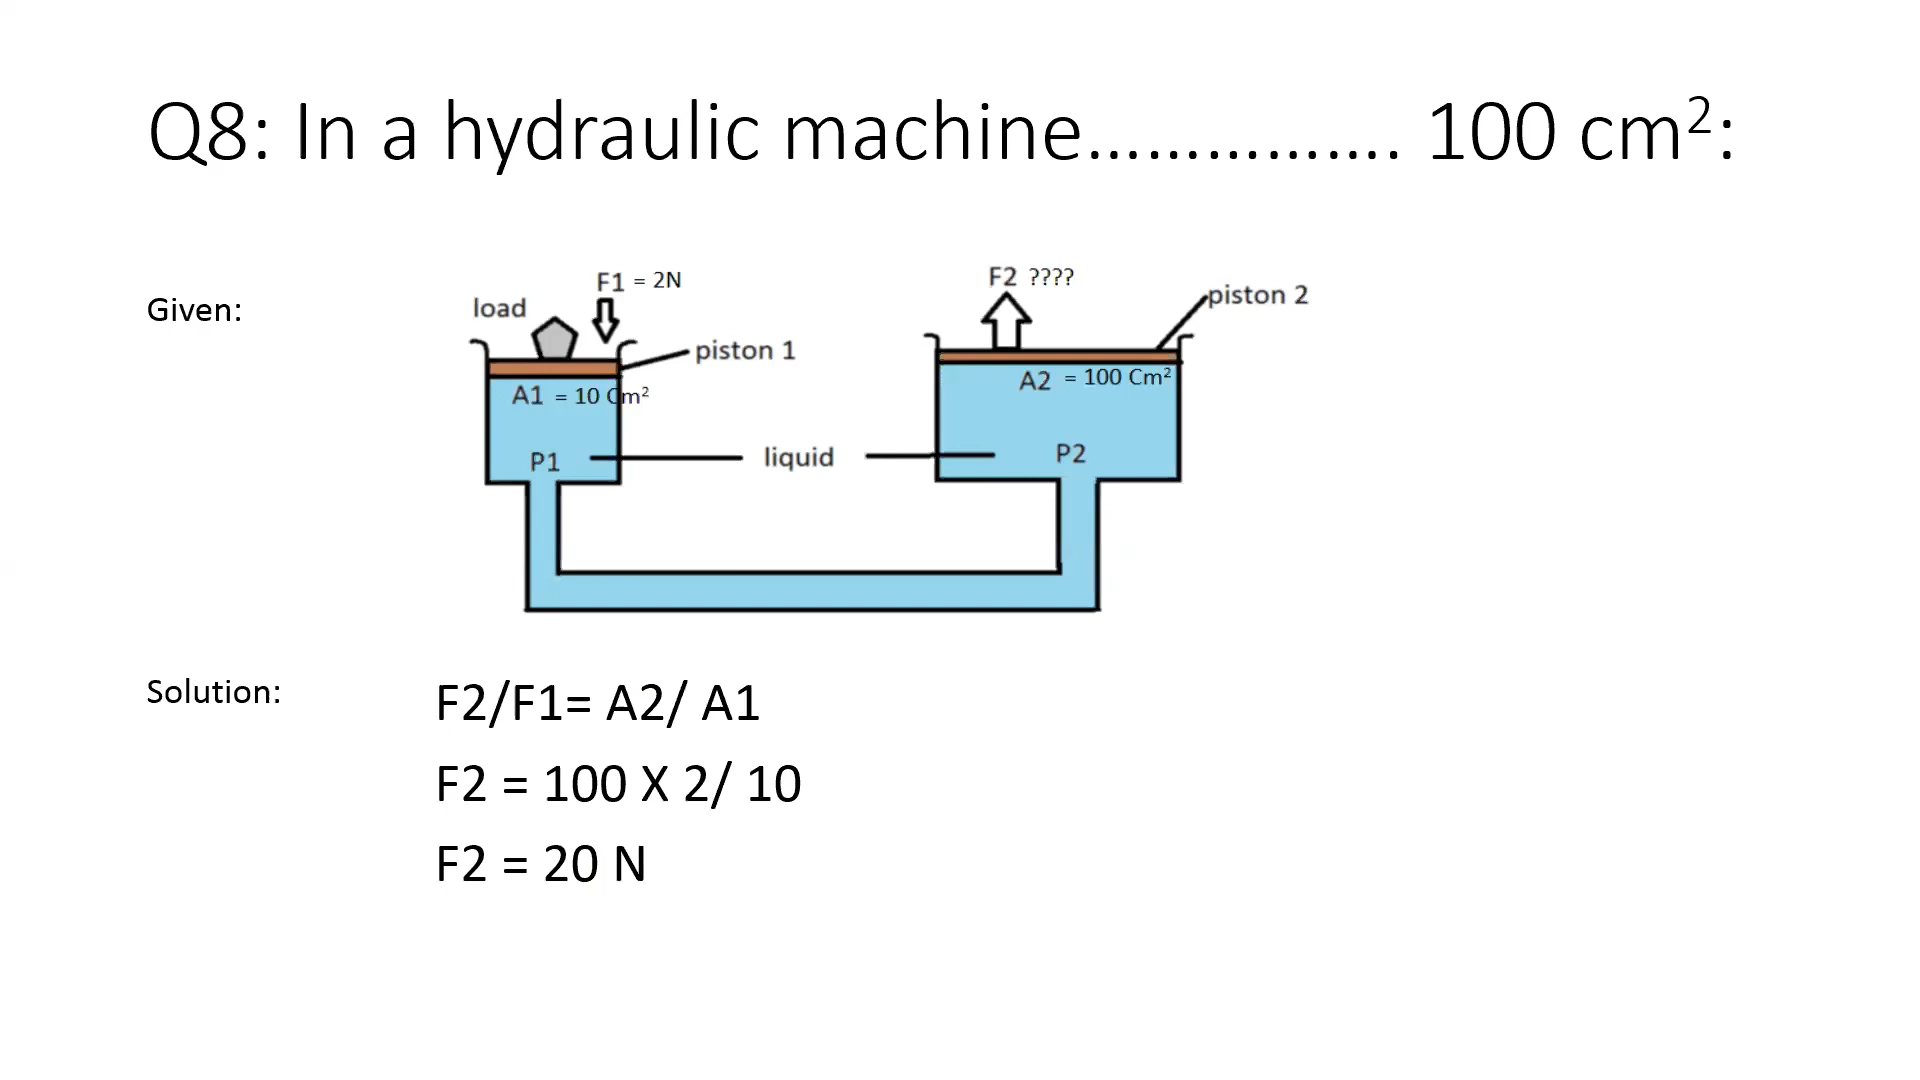 Q8: In a hydraulic machine................ 100 cm²:
Given:
load
F1 = 2N
piston 1
A1 = 10 Cm²
P1
liquid
F2 ????
piston 2
A2 = 100 Cm²
P2
Solution:
F2/F1= A2/ A1
F2 = 100 X 2/ 10
F2 = 20 N